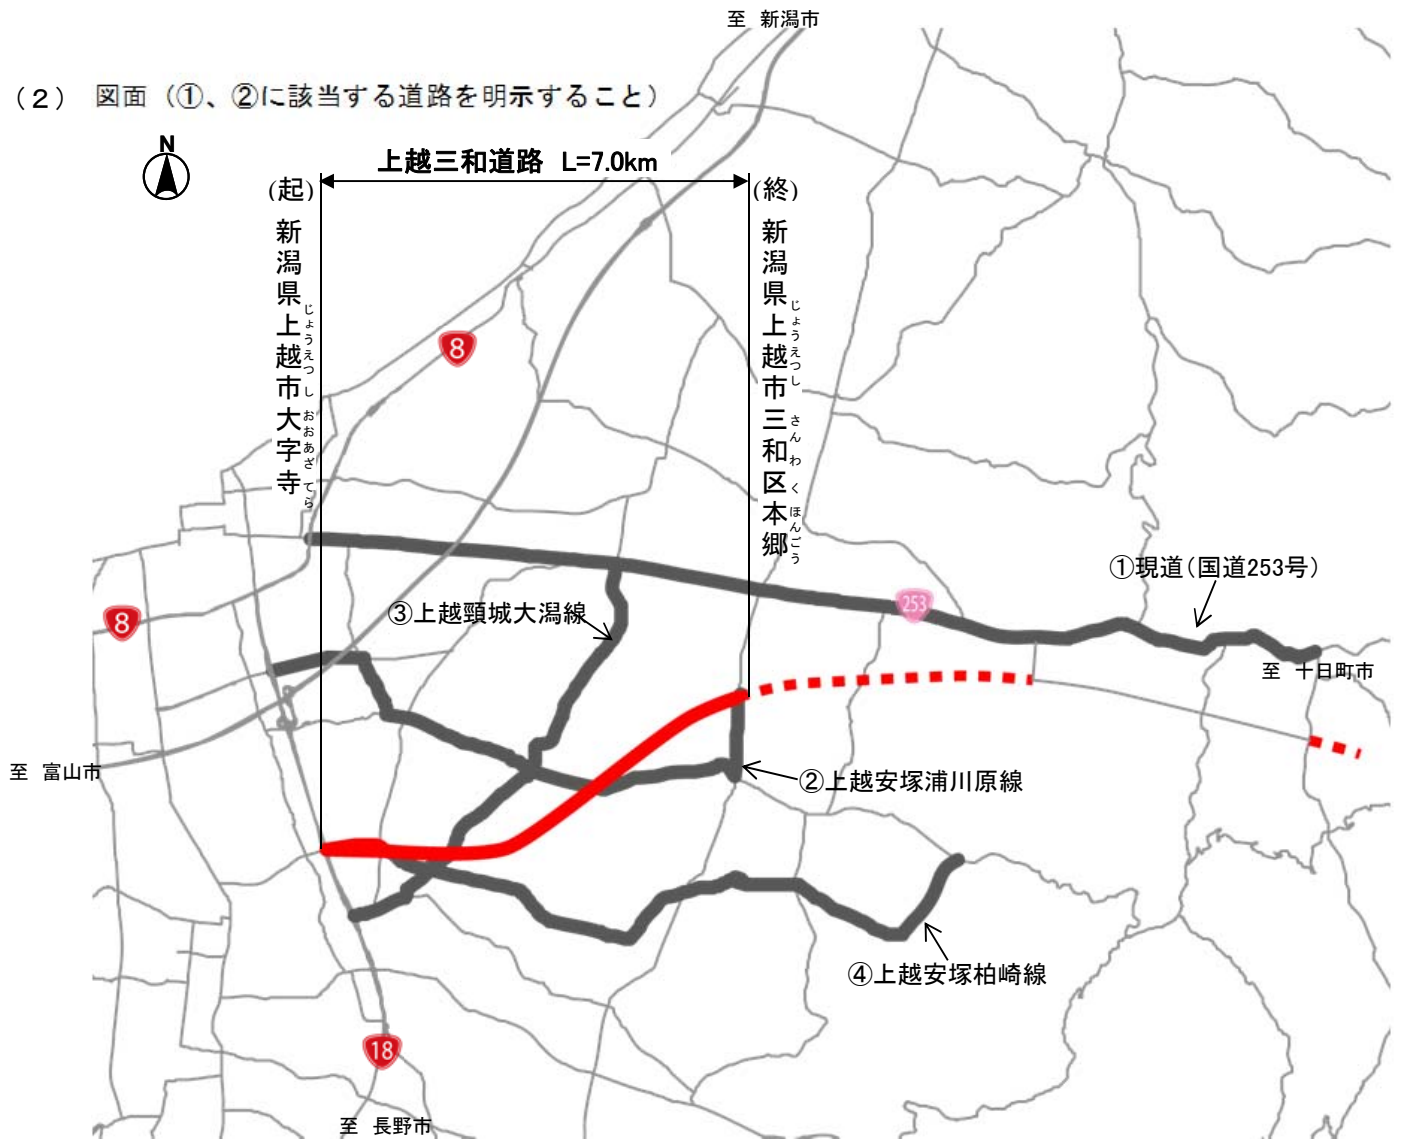 至 新潟市
(2) 図面(①、②に該当する道路を明示すること)
N
上越三和道路 L=7.0km
(起)
(終)
新潟県上越市大字寺
じょうえつし おおあざ てら
新潟県上越市三和区本郷
じょうえつし さんわく ほんごう
8
①現道(国道253号)
253
③上越頸城大潟線
8
至 十日町市
至 富山市
②上越安塚浦川原線
④上越安塚柏崎線
18
至 長野市